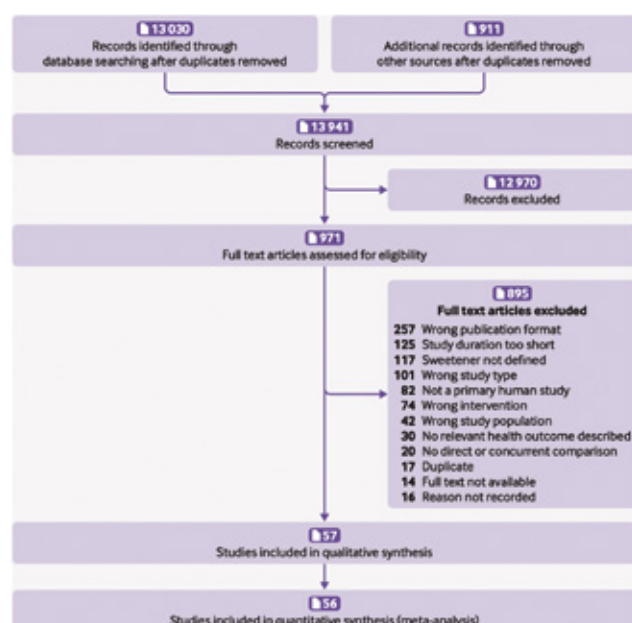 13 030
Records identified through
database searching after duplicates removed
911
Additional records identified through
other sources after duplicates removed
13 941
Records screened
12 970
Records excluded
971
Full text articles assessed for eligibility
895
Full text articles excluded
257 Wrong publication format
125 Study duration too short
117 Sweetener not defined
101 Wrong study type
82 Not a primary human study
74 Wrong intervention
42 Wrong study population
30 No relevant health outcome described
20 No direct or concurrent comparison
17 Duplicate
14 Full text not available
16 Reason not recorded
57
Studies included in qualitative synthesis
56
Studies included in quantitative synthesis (meta-analysis)